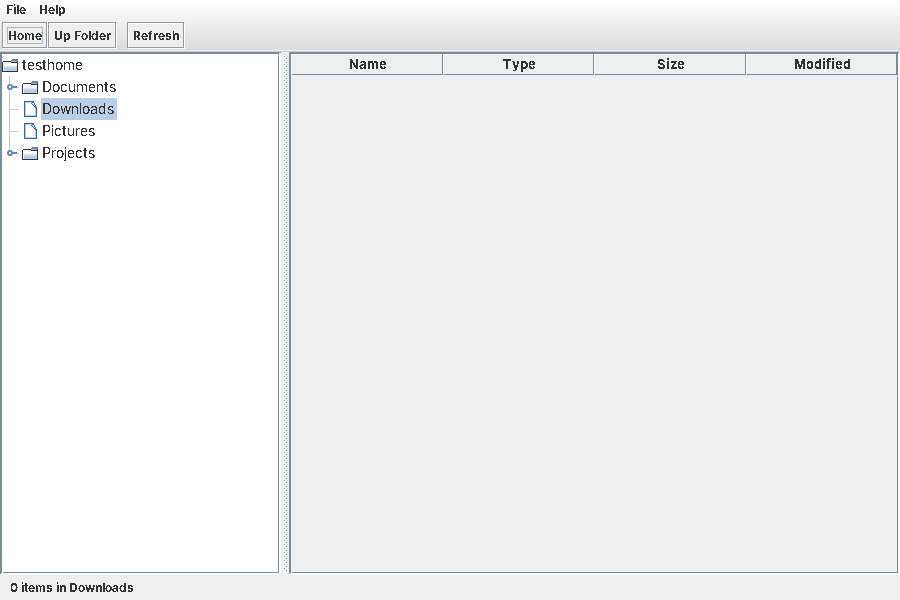 File Help
Home Up Folder Refresh
testhome
Documents
Downloads
Pictures
Projects
Name Type Size Modified
0 items in Downloads